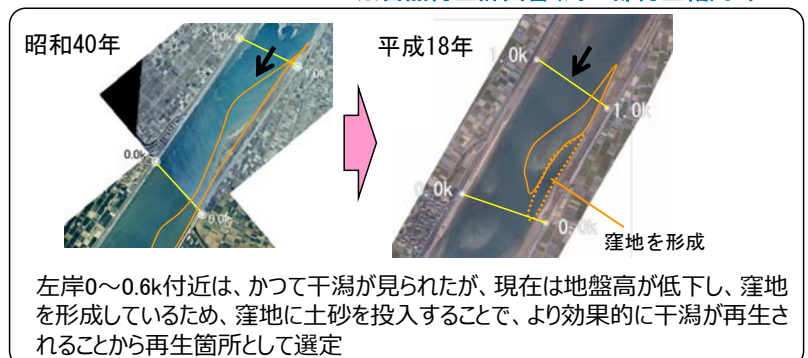 昭和40年
1.0k
1.0k
0.0k
0.0k
平成18年
1.0k
1.0k
0.0k
0.0k
窪地を形成
左岸0～0.6k付近は、かつて干潟が見られたが、現在は地盤高が低下し、窪地
を形成しているため、窪地に土砂を投入することで、より効果的に干潟が再生さ
れることから再生箇所として選定